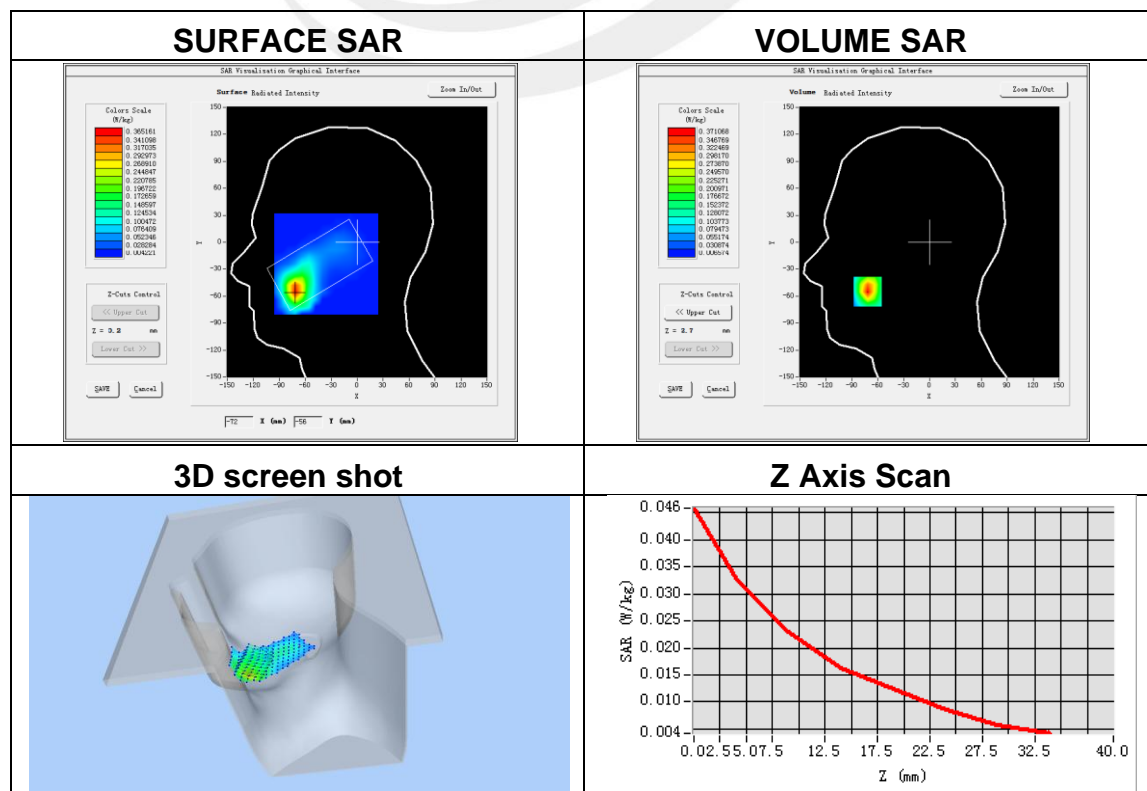 SURFACE SAR
SAR Visualisation Graphical Interface
Surface Radiated Intensity
Zoom In/Out
Colors Scale
(W/kg)
0.365161
0.341098
0.317035
0.292973
0.268910
0.244847
0.220785
0.196722
0.172659
0.148597
0.124534
0.100472
0.076409
0.052346
0.028284
0.004221
Z-Cuts Control
<< Upper Cut
Z = 3.2 mm
Lower Cut >>
SAVE
Cancel
150
120
90
60
30
0
-30
-60
-90
-120
-150
Y
-150 -120 -90 -60 -30 0 30 60 90 120 150
X
-72 X (mm) -56 Y (mm)
VOLUME SAR
SAR Visualisation Graphical Interface
Volume Radiated Intensity
Zoom In/Out
Colors Scale
(W/kg)
0.371068
0.346769
0.322469
0.298170
0.273870
0.249570
0.225271
0.200971
0.176672
0.152372
0.128072
0.103773
0.079473
0.055174
0.030874
0.006574
Z-Cuts Control
<< Upper Cut
Z = 2.7 mm
Lower Cut >>
SAVE
Cancel
150
120
90
60
30
0
-30
-60
-90
-120
-150
Y
-150 -120 -90 -60 -30 0 30 60 90 120 150
X
3D screen shot
Z Axis Scan
0.046
0.040
0.035
0.030
0.025
0.020
0.015
0.010
0.004
SAR (W/kg)
0.02.55.07.5 12.5 17.5 22.5 27.5 32.5 40.0
Z (mm)